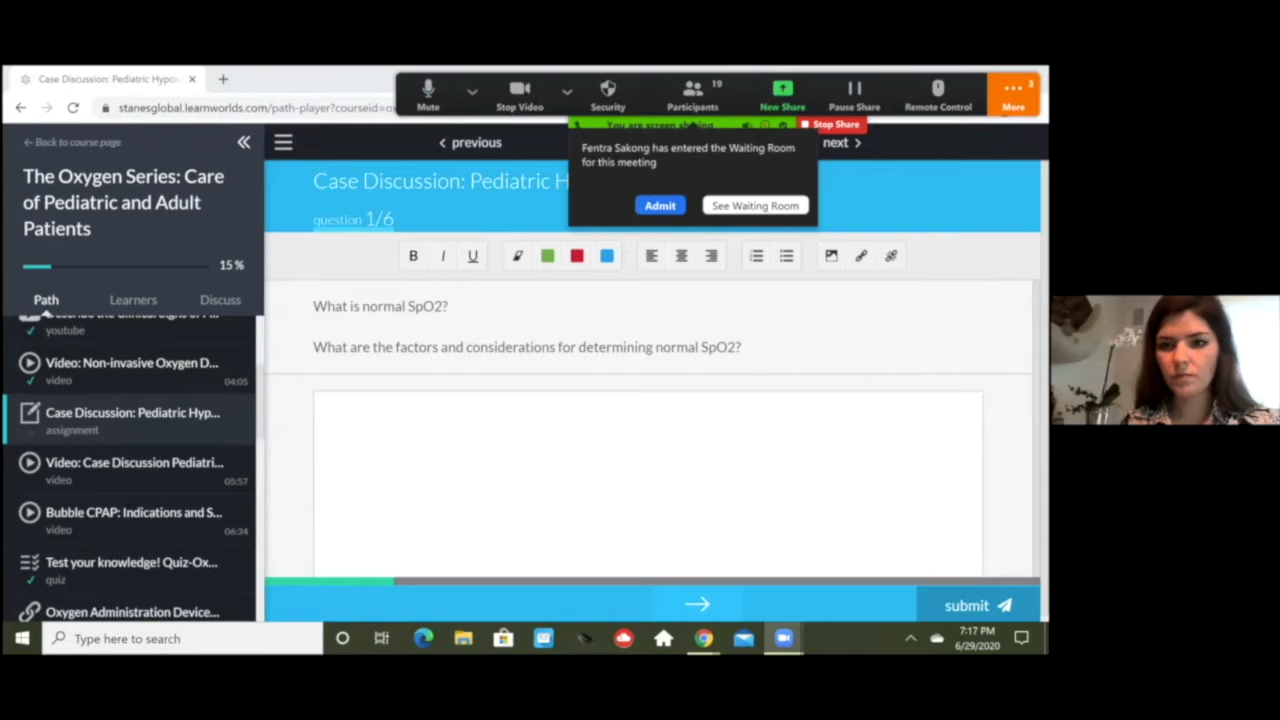 Case Discussion: Pediatric Hypo
stanesglobal.learnworlds.com/path-player?courseid=o
Mute
Stop Video
Security
Participants
19
New Share
Pause Share
Remote Control
More
3
You are screen sharing
Stop Share
Fentra Sakong has entered the Waiting Room
for this meeting
Admit
See Waiting Room
Back to course page
The Oxygen Series: Care
of Pediatric and Adult
Patients
15%
Path
Learners
Discuss
youtube
Video: Non-invasive Oxygen D...
video
04:05
Case Discussion: Pediatric Hyp...
assignment
Video: Case Discussion Pediatri...
video
05:57
Bubble CPAP: Indications and S...
video
06:34
Test your knowledge! Quiz-Ox...
quiz
Oxygen Administration Device...
previous
next
Case Discussion: Pediatric H
question 1/6
B I U
What is normal SpO2?
What are the factors and considerations for determining normal SpO2?
submit
Type here to search
7:17 PM
6/29/2020